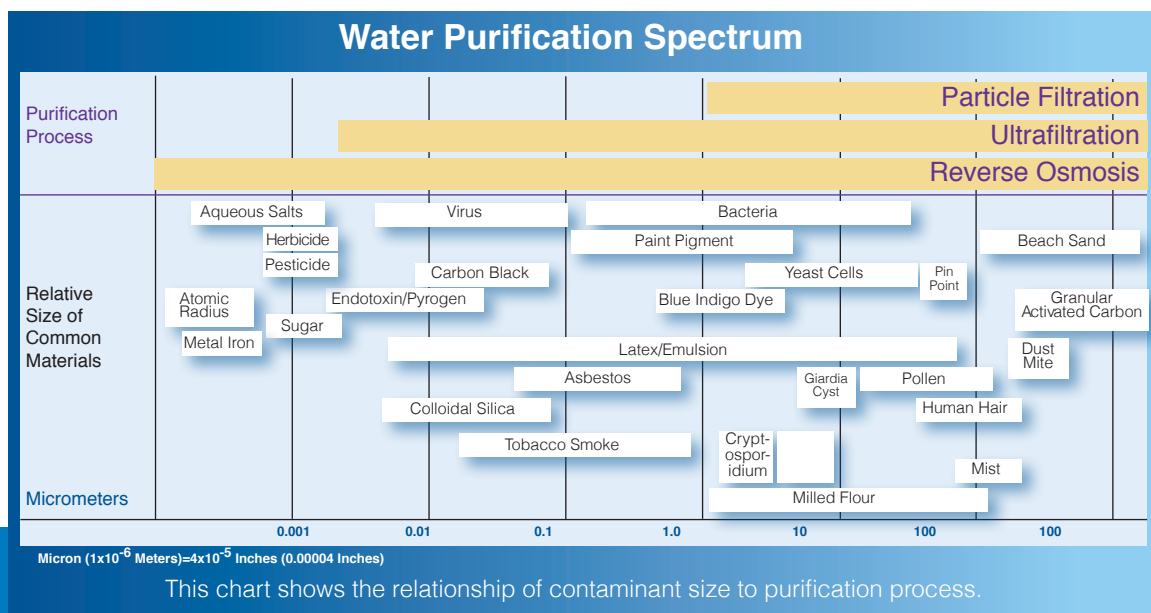 Water Purification Spectrum
Purification
Process
Particle Filtration
Ultrafiltration
Reverse Osmosis
Relative
Size of
Common
Materials
Aqueous Salts
Virus
Bacteria
Herbicide
Paint Pigment
Beach Sand
Pesticide
Carbon Black
Yeast Cells
Pin
Point
Atomic
Radius
Endotoxin/Pyrogen
Blue Indigo Dye
Granular
Activated Carbon
Sugar
Metal Iron
Latex/Emulsion
Dust
Mite
Asbestos
Giardia
Cyst
Pollen
Colloidal Silica
Human Hair
Tobacco Smoke
Crypt-
ospor-
idium
Mist
Milled Flour
Micrometers
0.001 0.01 0.1 1.0 10 100 100
Micron (1x10-6 Meters)=4x10-5 Inches (0.00004 Inches)
This chart shows the relationship of contaminant size to purification process.